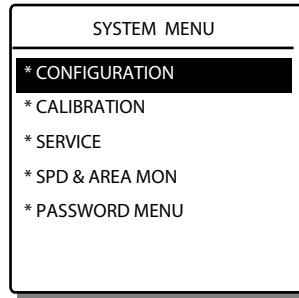 SYSTEM MENU
* CONFIGURATION
* CALIBRATION
* SERVICE
* SPD & AREA MON
* PASSWORD MENU